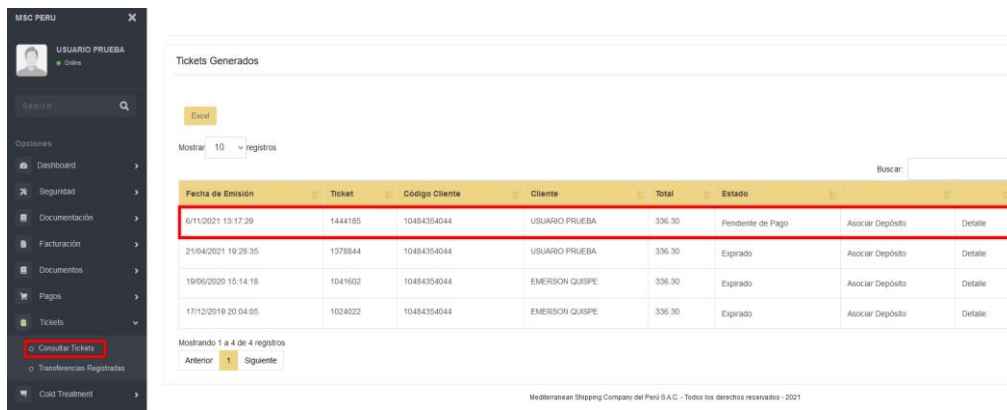 MSC PERU
USUARIO PRUEBA
Online
Search
Opciones
Dashboard
Seguridad
Documentación
Facturación
Documentos
Pagos
Tickets
Consultar Tickets
Transferencias Registradas
Cold Treatment
Tickets Generados
Excel
Mostrar 10 registros
Buscar:
Fecha de Emisión Ticket Código Cliente Cliente Total Estado
6/11/2021 13:17:29 1444185 10484354044 USUARIO PRUEBA 336.30 Pendiente de Pago Asociar Depósito Detalle
21/04/2021 19:28:35 1378844 10484354044 USUARIO PRUEBA 336.30 Expirado Asociar Depósito Detalle
19/06/2020 15:14:18 1041602 10484354044 EMERSON QUISPE 336.30 Expirado Asociar Depósito Detalle
17/12/2019 20:04:05 1024022 10484354044 EMERSON QUISPE 336.30 Expirado Asociar Depósito Detalle
Mostrando 1 a 4 de 4 registros
Anterior 1 Siguiente
Mediterranean Shipping Company del Perú S.A.C. - Todos los derechos reservados - 2021